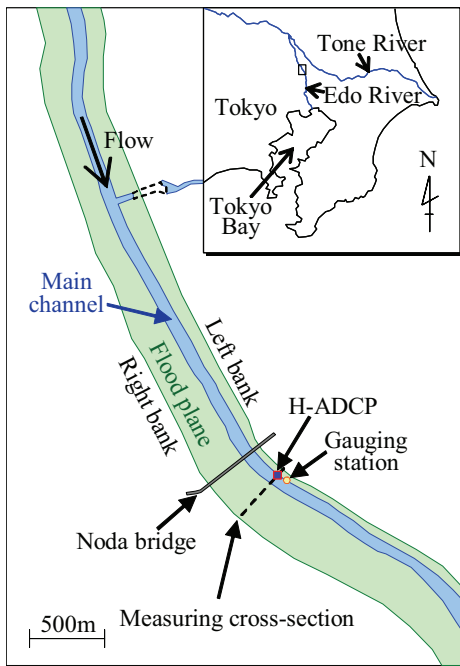 Tone River
Edo River
Tokyo
Tokyo
Bay
N
Flow
Main
channel
Left bank
Flood plane
Right bank
H-ADCP
Gauging
station
Noda bridge
Measuring cross-section
500m